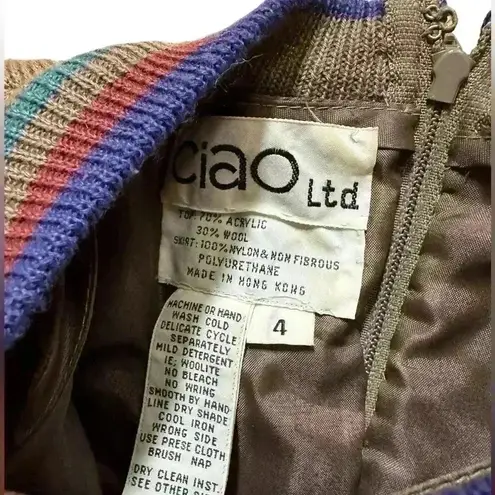 ciao Ltd
TOP 70% ACRYLIC
30% WOOL
SKIRT: 100% NYLON & NON FIBROUS
POLYURETHANE
MADE IN HONG KONG
4
MACHINE OR HAND
WASH COLD
DELICATE CYCLE
SEPARATELY
MILD DETERGENT
IE: WOOLITE
NO BLEACH
NO WRING
SMOOTH BY HAND
LINE DRY SHADE
COOL IRON
WRONG SIDE
USE PRESE CLOTH
BRUSH NAP
DRY CLEAN INST.
SEE OTHER